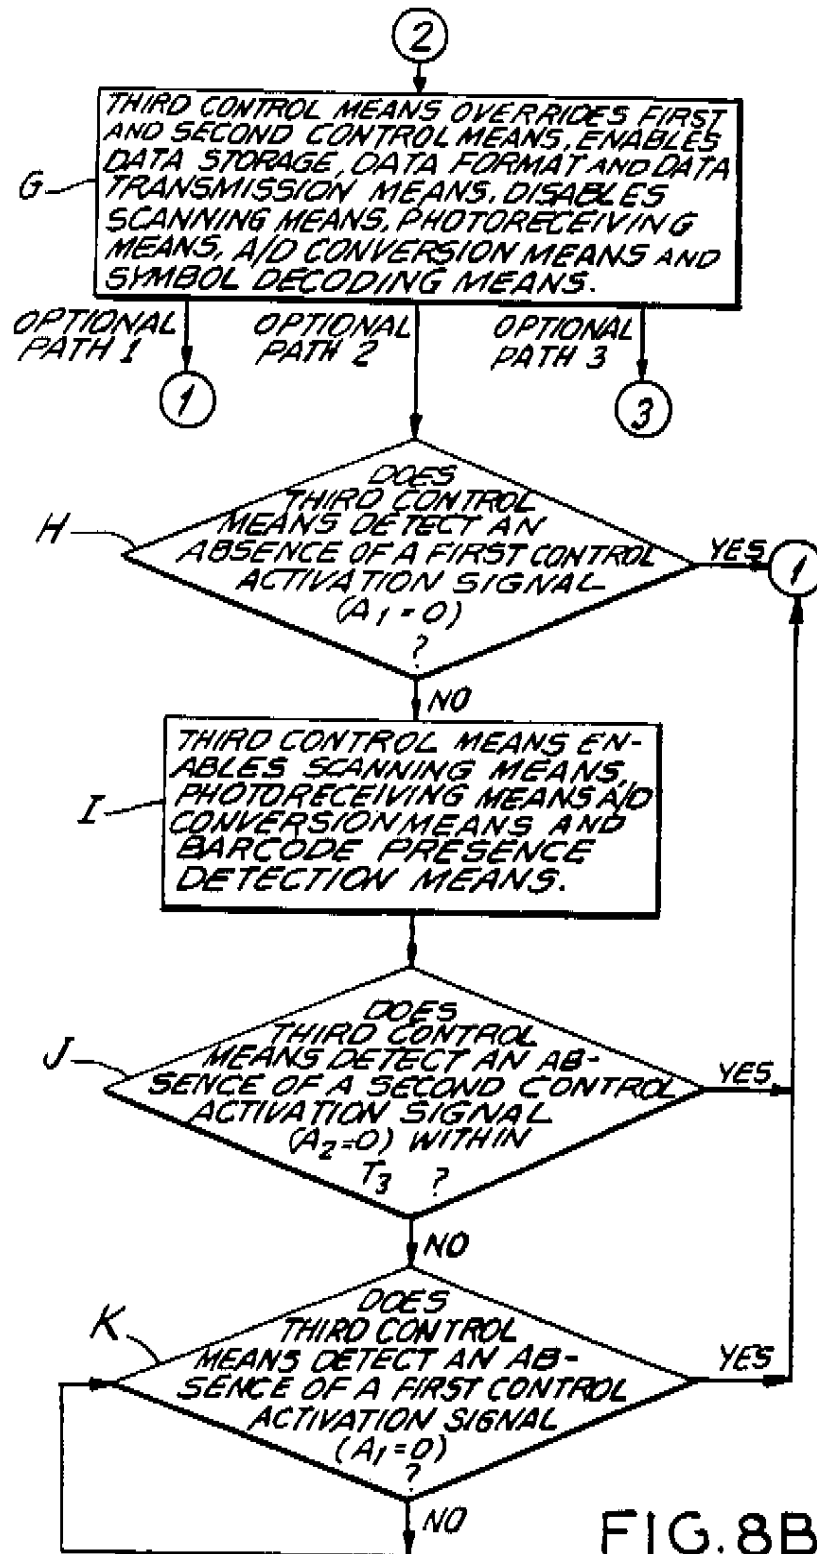 2
THIRD CONTROL MEANS OVERRIDES FIRST
AND SECOND CONTROL MEANS, ENABLES
DATA STORAGE, DATA FORMAT AND DATA
TRANSMISSION MEANS, DISABLES
SCANNING MEANS, PHOTORECEIVING
MEANS, A/D CONVERSION MEANS AND
SYMBOL DECODING MEANS.
G
OPTIONAL
PATH 1
OPTIONAL
PATH 2
OPTIONAL
PATH 3
1
3
DOES
THIRD CONTROL
MEANS DETECT AN
ABSENCE OF A FIRST CONTROL
ACTIVATION SIGNAL
(A1=0)
?
H
YES
1
NO
THIRD CONTROL MEANS EN-
ABLES SCANNING MEANS,
PHOTORECEIVING MEANS A/D
CONVERSION MEANS AND
BARCODE PRESENCE
DETECTION MEANS.
I
DOES
THIRD CONTROL
MEANS DETECT AN AB-
SENCE OF A SECOND CONTROL
ACTIVATION SIGNAL
(A2=0) WITHIN
T3 ?
J
YES
NO
DOES
THIRD CONTROL
MEANS DETECT AN AB-
SENCE OF A FIRST CONTROL
ACTIVATION SIGNAL
(A1=0)
?
K
YES
NO
FIG. 8B